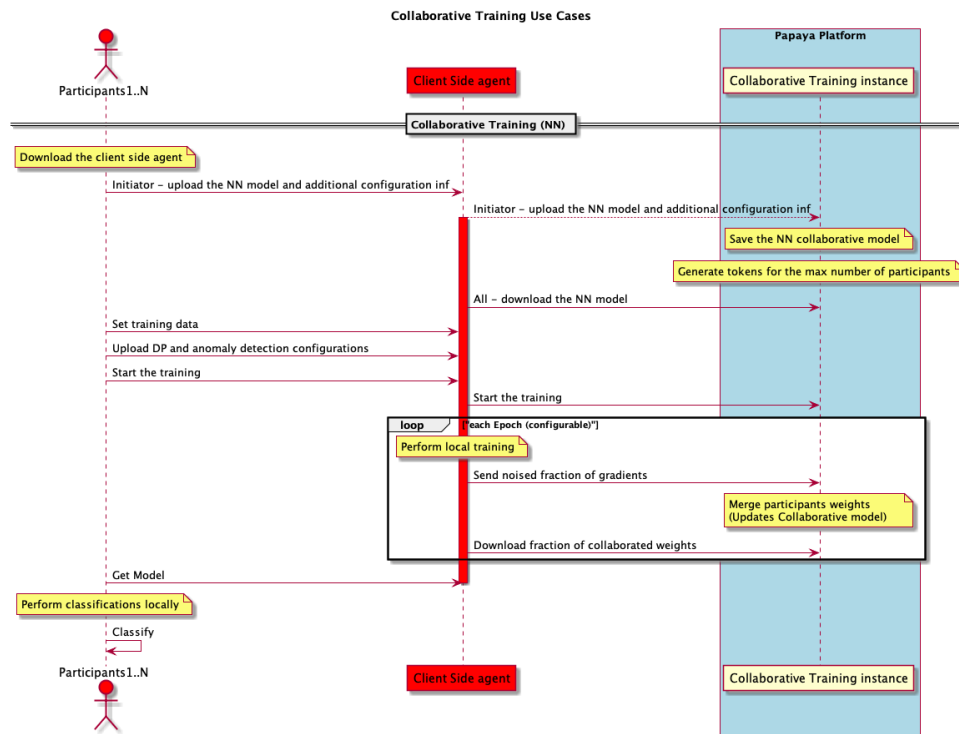 Collaborative Training Use Cases
Papaya Platform
Participants1..N
Client Side agent
Collaborative Training instance
Collaborative Training (NN)
Download the client side agent
Initiator – upload the NN model and additional configuration inf
Initiator – upload the NN model and additional configuration inf
Save the NN collaborative model
Generate tokens for the max number of participants
All – download the NN model
Set training data
Upload DP and anomaly detection configurations
Start the training
Start the training
loop
["each Epoch (configurable)"]
Perform local training
Send noised fraction of gradients
Merge participants weights
(Updates Collaborative model)
Download fraction of collaborated weights
Get Model
Perform classifications locally
Classify
Participants1..N
Client Side agent
Collaborative Training instance